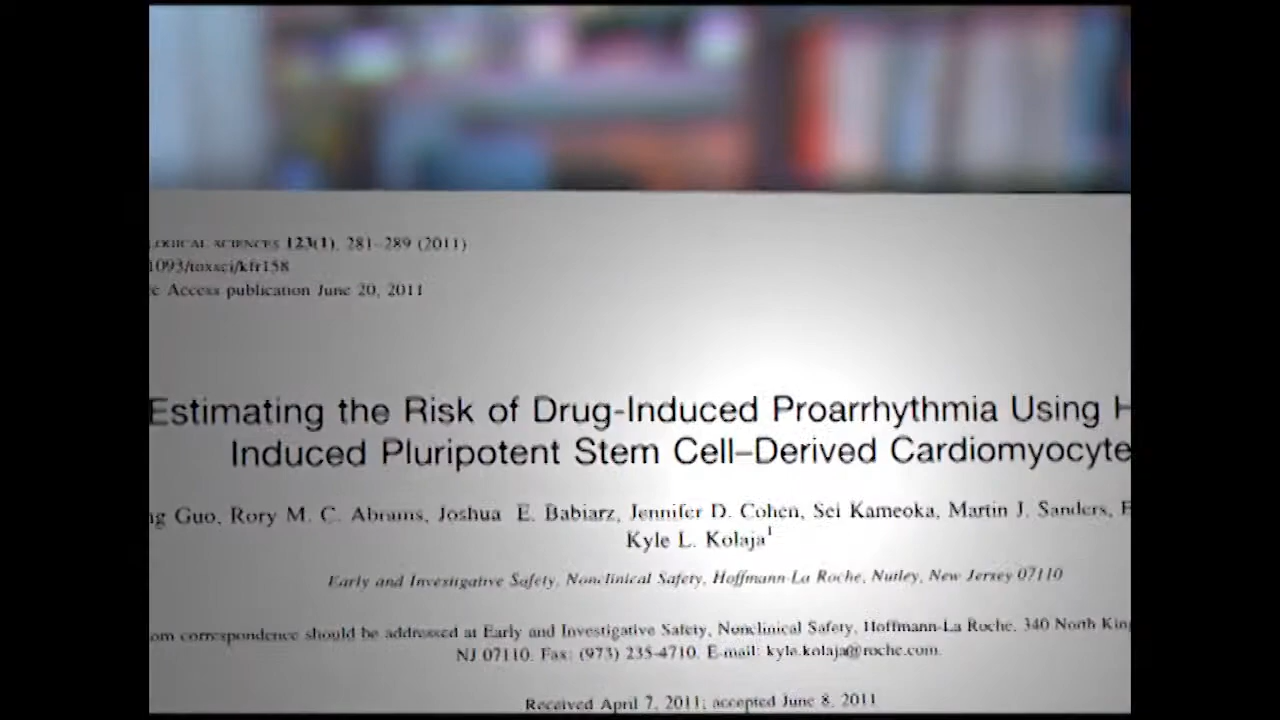 SCIENCES 123(1), 281–289 (2011)
1093/toxsci/kfr158
Access publication June 20, 2011
Estimating the Risk of Drug-Induced Proarrhythmia Using H
Induced Pluripotent Stem Cell–Derived Cardiomyocyte
Guo, Rory M. C. Abrams, Joshua E. Babiarz, Jennifer D. Cohen, Sei Kameoka, Martin J. Sanders, E
Kyle L. Kolaja1
Early and Investigative Safety, Nonclinical Safety, Hoffmann-La Roche, Nutley, New Jersey 07110
om correspondence should be addressed at Early and Investigative Safety, Nonclinical Safety, Hoffmann-La Roche, 340 North King
NJ 07110. Fax: (973) 235-4710. E-mail: kyle.kolaja@roche.com.
Received April 7, 2011; accepted June 8, 2011